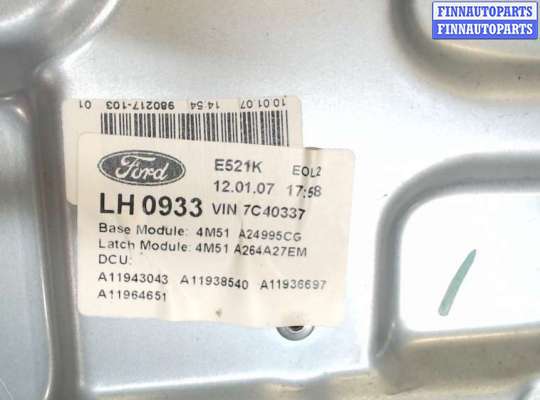 FINNAUTOPARTS
FINNAUTOPARTS
10.01.07 14:54 980217-103 01
Ford
E521K EOL2
12.01.07 17:58
LH 0933 VIN 7C40337
Base Module: 4M51 A24995CG
Latch Module: 4M51 A264A27EM
DCU:
A11943043 A11938540 A11936697
A11964651